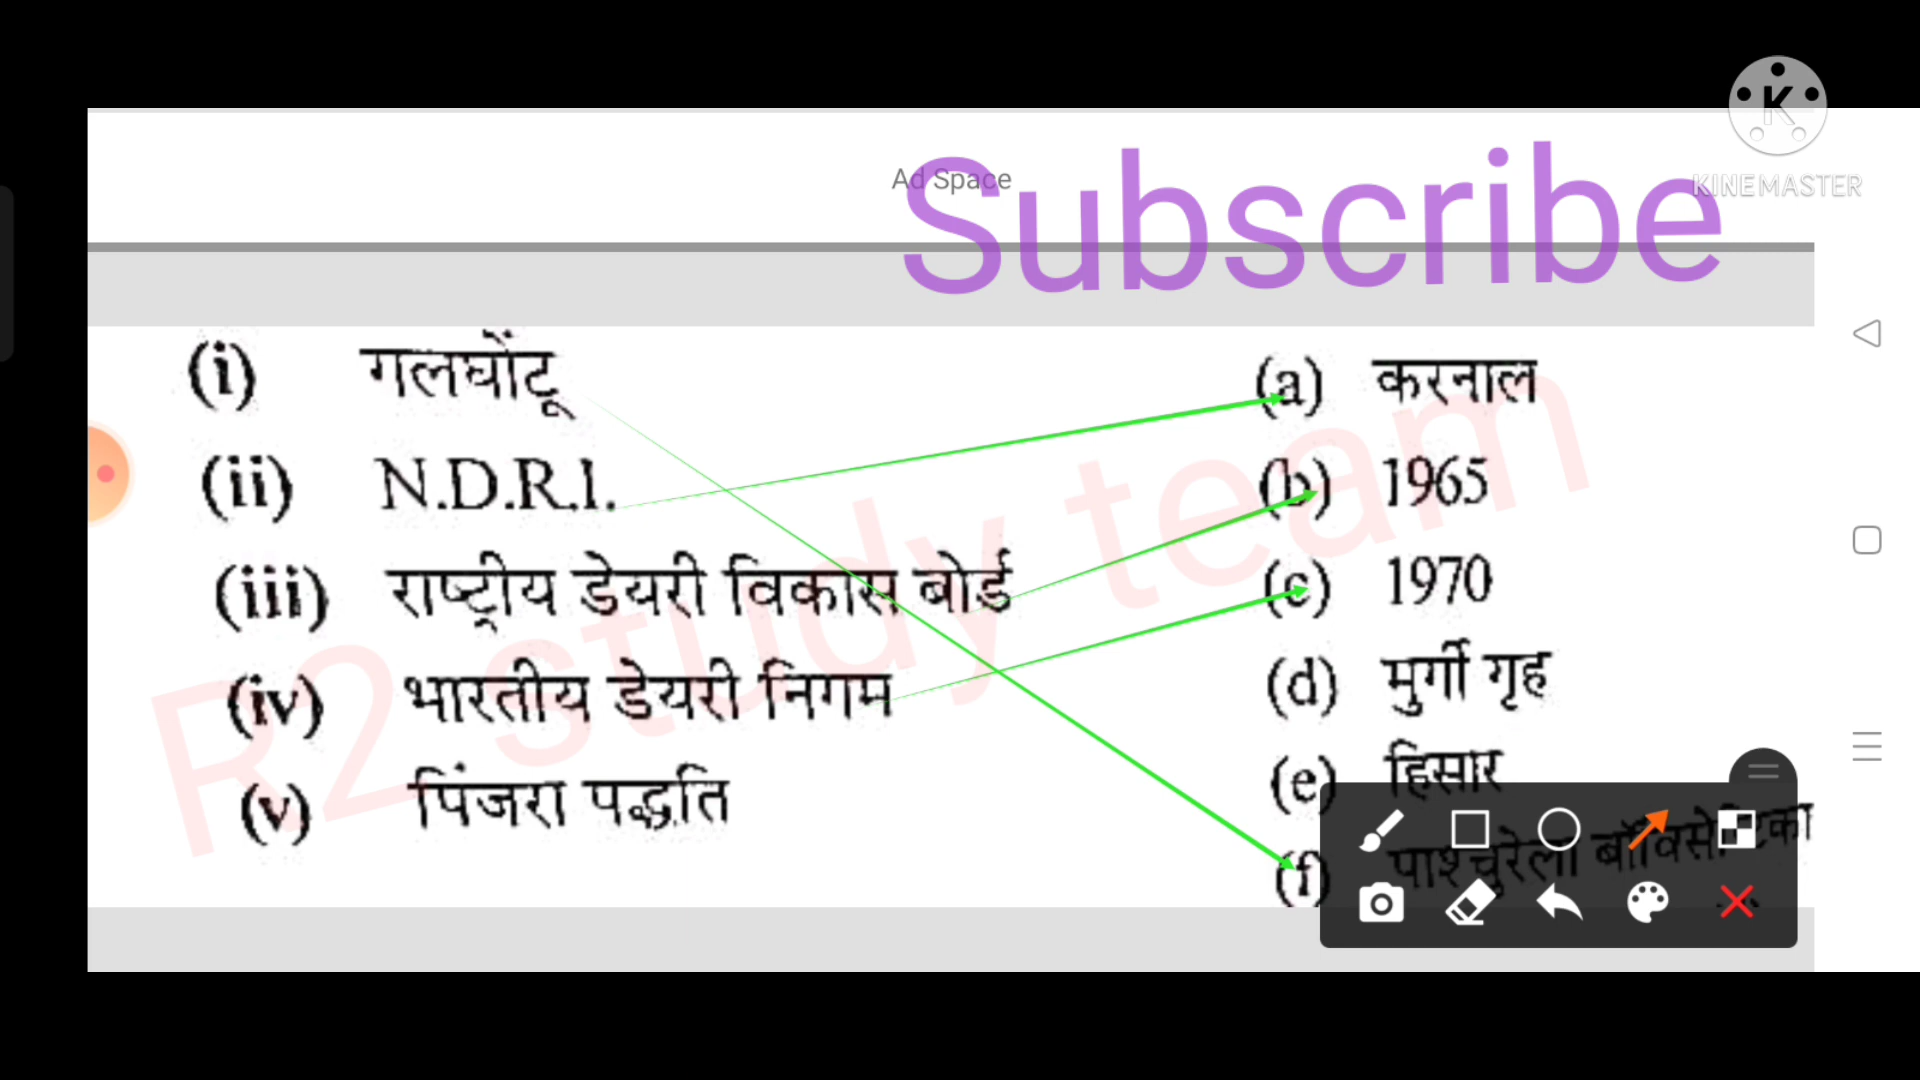 KINEMASTER
Ad Space
Subscribe
(i) गलघोंटू (a) करनाल
(ii) N.D.R.I. (b) 1965
(iii) राष्ट्रीय डेयरी विकास बोर्ड (c) 1970
(iv) भारतीय डेयरी निगम (d) मुर्गी गृह
(v) पिंजरा पद्धति (e) हिसार
(f) पाश्चुरेला
R2 study team